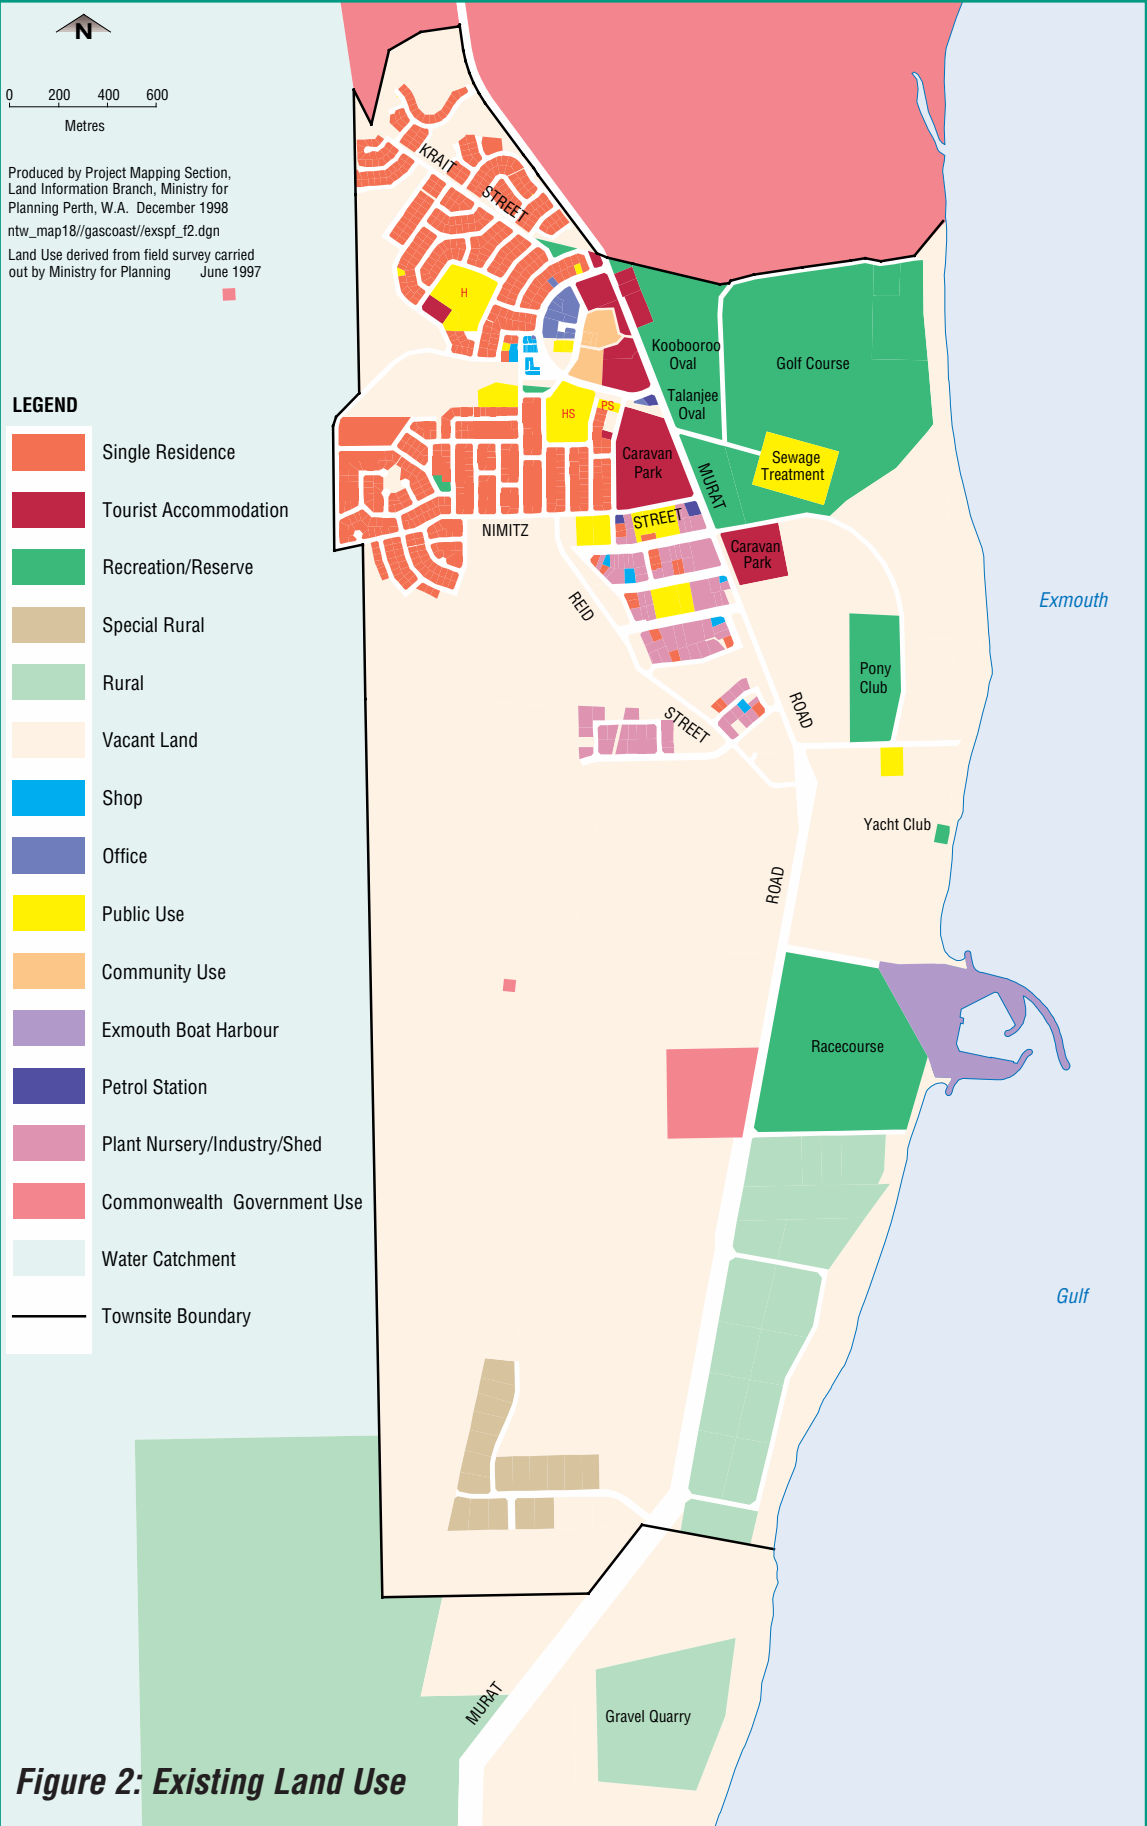 N
0 200 400 600
Metres
Produced by Project Mapping Section,
Land Information Branch, Ministry for
Planning Perth, W.A. December 1998
ntw_map18//gascoast//exspf_f2.dgn
Land Use derived from field survey carried
out by Ministry for Planning June 1997
LEGEND
Single Residence
Tourist Accommodation
Recreation/Reserve
Special Rural
Rural
Vacant Land
Shop
Office
Public Use
Community Use
Exmouth Boat Harbour
Petrol Station
Plant Nursery/Industry/Shed
Commonwealth Government Use
Water Catchment
Townsite Boundary
KRAIT
STREET
H
Koobooroo
Oval
Golf Course
Talanjee
Oval
HS
PS
Caravan
Park
MURAT
Sewage
Treatment
NIMITZ
STREET
Caravan
Park
REID
Exmouth
Pony
Club
STREET
ROAD
Yacht Club
ROAD
Racecourse
Gulf
MURAT
Gravel Quarry
Figure 2: Existing Land Use